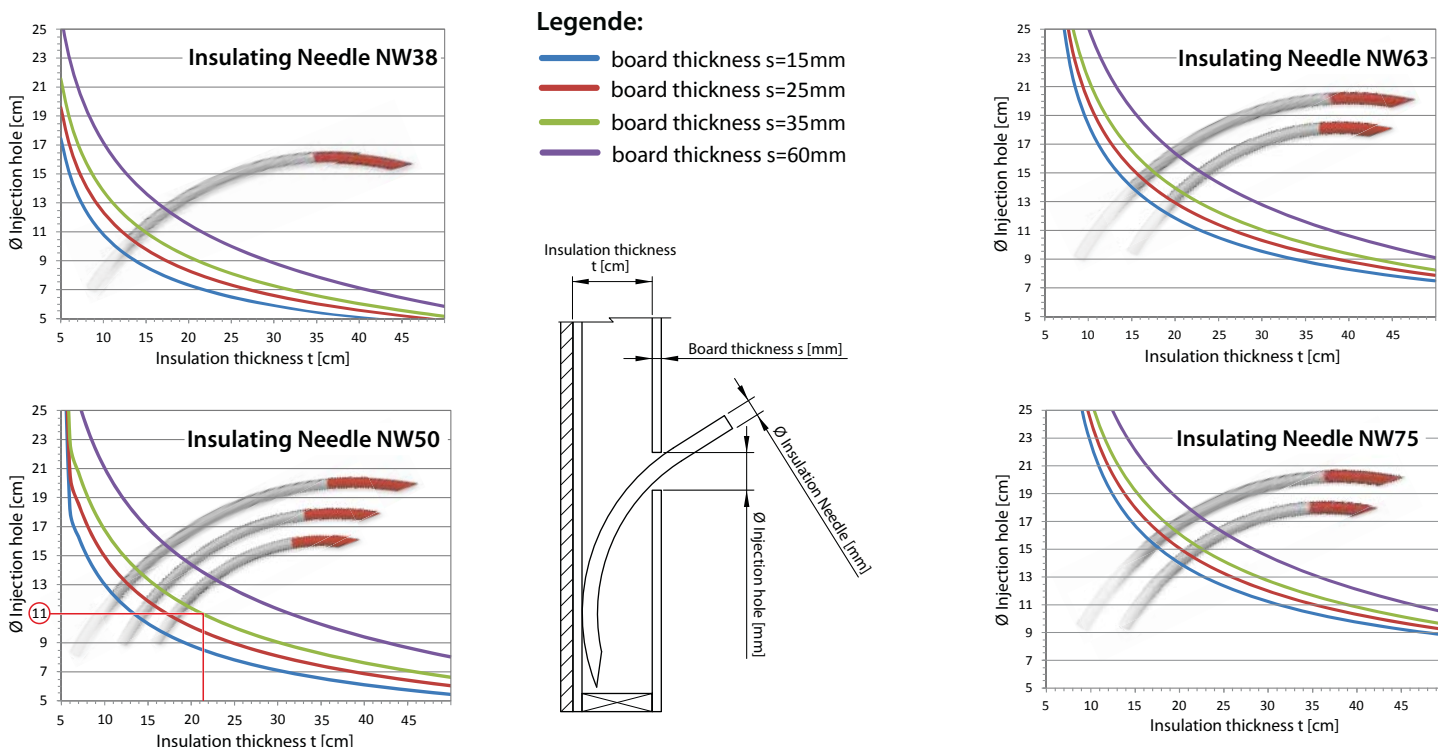 Insulating Needle NW38
Ø Injection hole [cm]
25
23
21
19
17
15
13
11
9
7
5
5 10 15 20 25 30 35 40 45
Insulation thickness t [cm]
Legende:
board thickness s=15mm
board thickness s=25mm
board thickness s=35mm
board thickness s=60mm
Insulating Needle NW63
Ø Injection hole [cm]
25
23
21
19
17
15
13
11
9
7
5
5 10 15 20 25 30 35 40 45
Insulation thickness t [cm]
Insulation thickness
t [cm]
Board thickness s [mm]
Ø Insulation Needle [mm]
Ø Injection hole [mm]
Insulating Needle NW50
Ø Injection hole [cm]
25
23
21
19
17
15
13
11
9
7
5
5 10 15 20 25 30 35 40 45
Insulation thickness t [cm]
Insulating Needle NW75
Ø Injection hole [cm]
25
23
21
19
17
15
13
11
9
7
5
5 10 15 20 25 30 35 40 45
Insulation thickness t [cm]